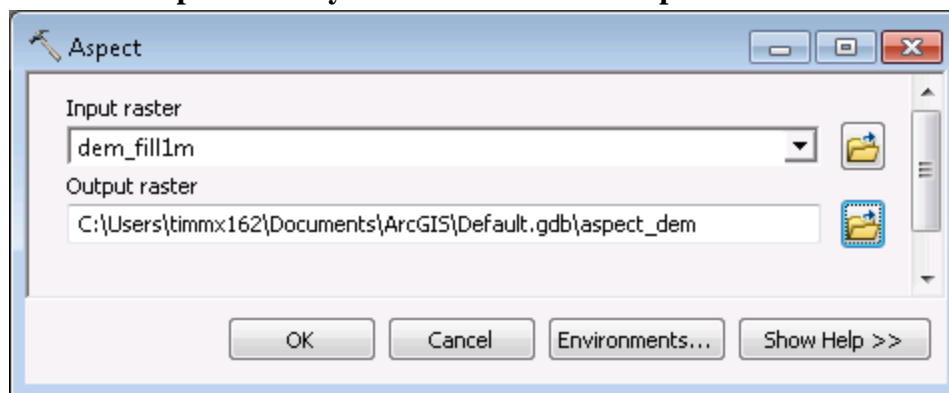 Aspect
Input raster
dem_fill1m
Output raster
C:\Users\timmx162\Documents\ArcGIS\Default.gdb\aspect_dem
OK Cancel Environments... Show Help >>